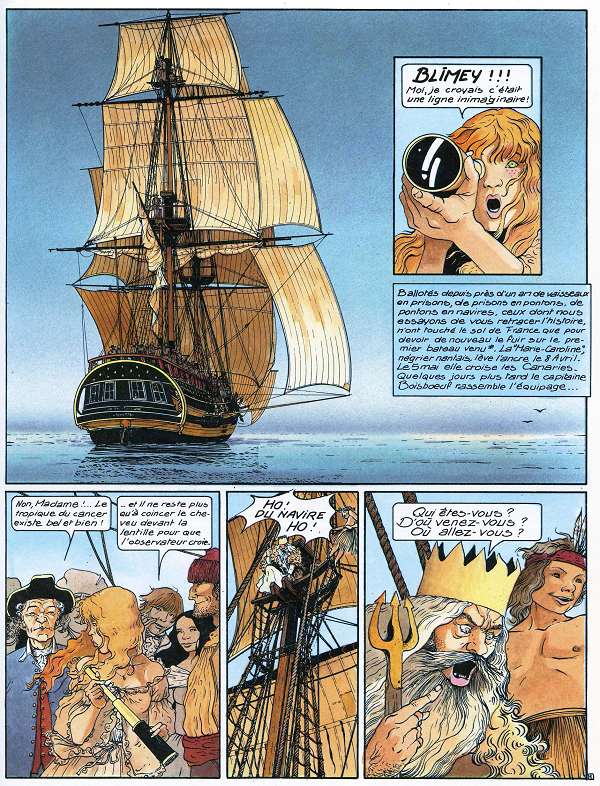 BLÎMEY !!!
Moi, je croyais c'était
une ligne inimaginaire!
Ballotés depuis près d'un an de vaisseaux
en prisons, de prisons en pontons, de
pontons en navires, ceux dont nous
essayons de vous retracer l'histoire,
n'ont touché le sol de France que pour
devoir de nouveau le fuir sur le pre-
mier bateau venu*. La "Marie-Caroline",
négrier nantais, lève l'ancre le 8 Avril.
Le 5 mai elle croise les Canaries.
Quelques jours plus tard le capitaine
Boisboeuf rassemble l'équipage...
Non, Madame !... Le
tropique du cancer
existe bel et bien !
... et il ne reste plus
qu'à coincer le che-
veu devant la
lentille pour que
l'observateur croie..
HO!
DU NAVIRE
HO !
Qui êtes-vous ?
D'où venez-vous ?
Où allez-vous ?